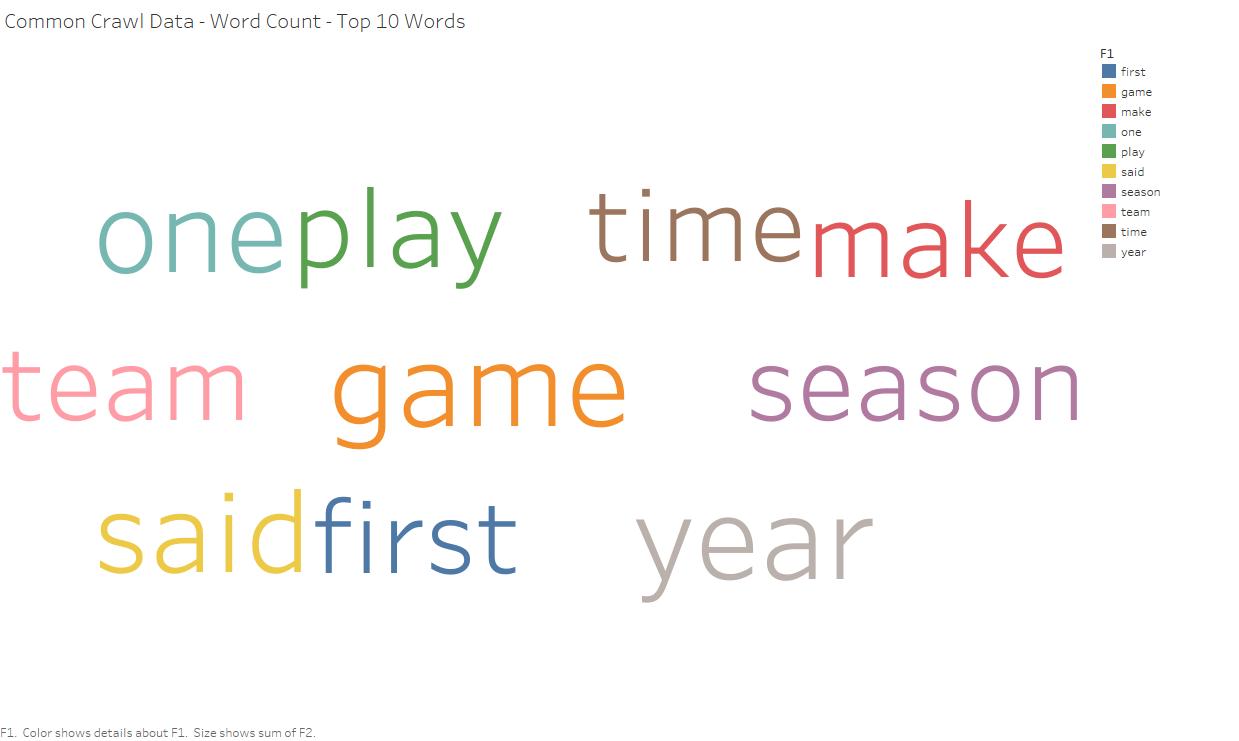 Common Crawl Data - Word Count - Top 10 Words
F1
first
game
make
one
play
said
season
team
time
year
one play time make
team game season
said first year
F1. Color shows details about F1. Size shows sum of F2.